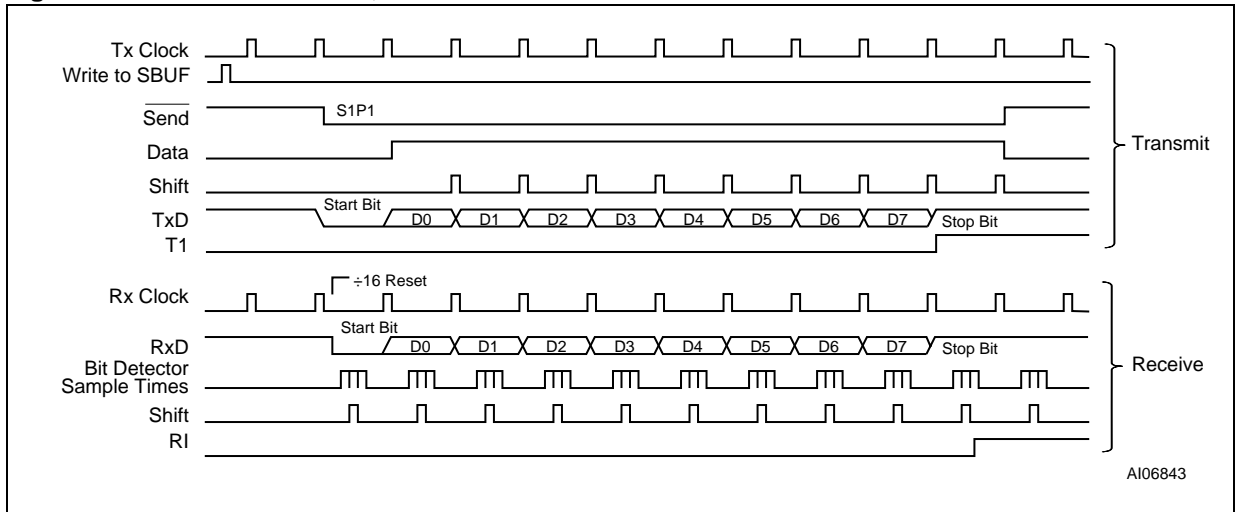 Tx Clock
Write to SBUF
Send
S1P1
Data
Shift
TxD
Start Bit
D0 D1 D2 D3 D4 D5 D6 D7
Stop Bit
T1
Transmit
÷16 Reset
Rx Clock
Start Bit
RxD
D0 D1 D2 D3 D4 D5 D6 D7
Stop Bit
Bit Detector
Sample Times
Shift
RI
Receive
AI06843